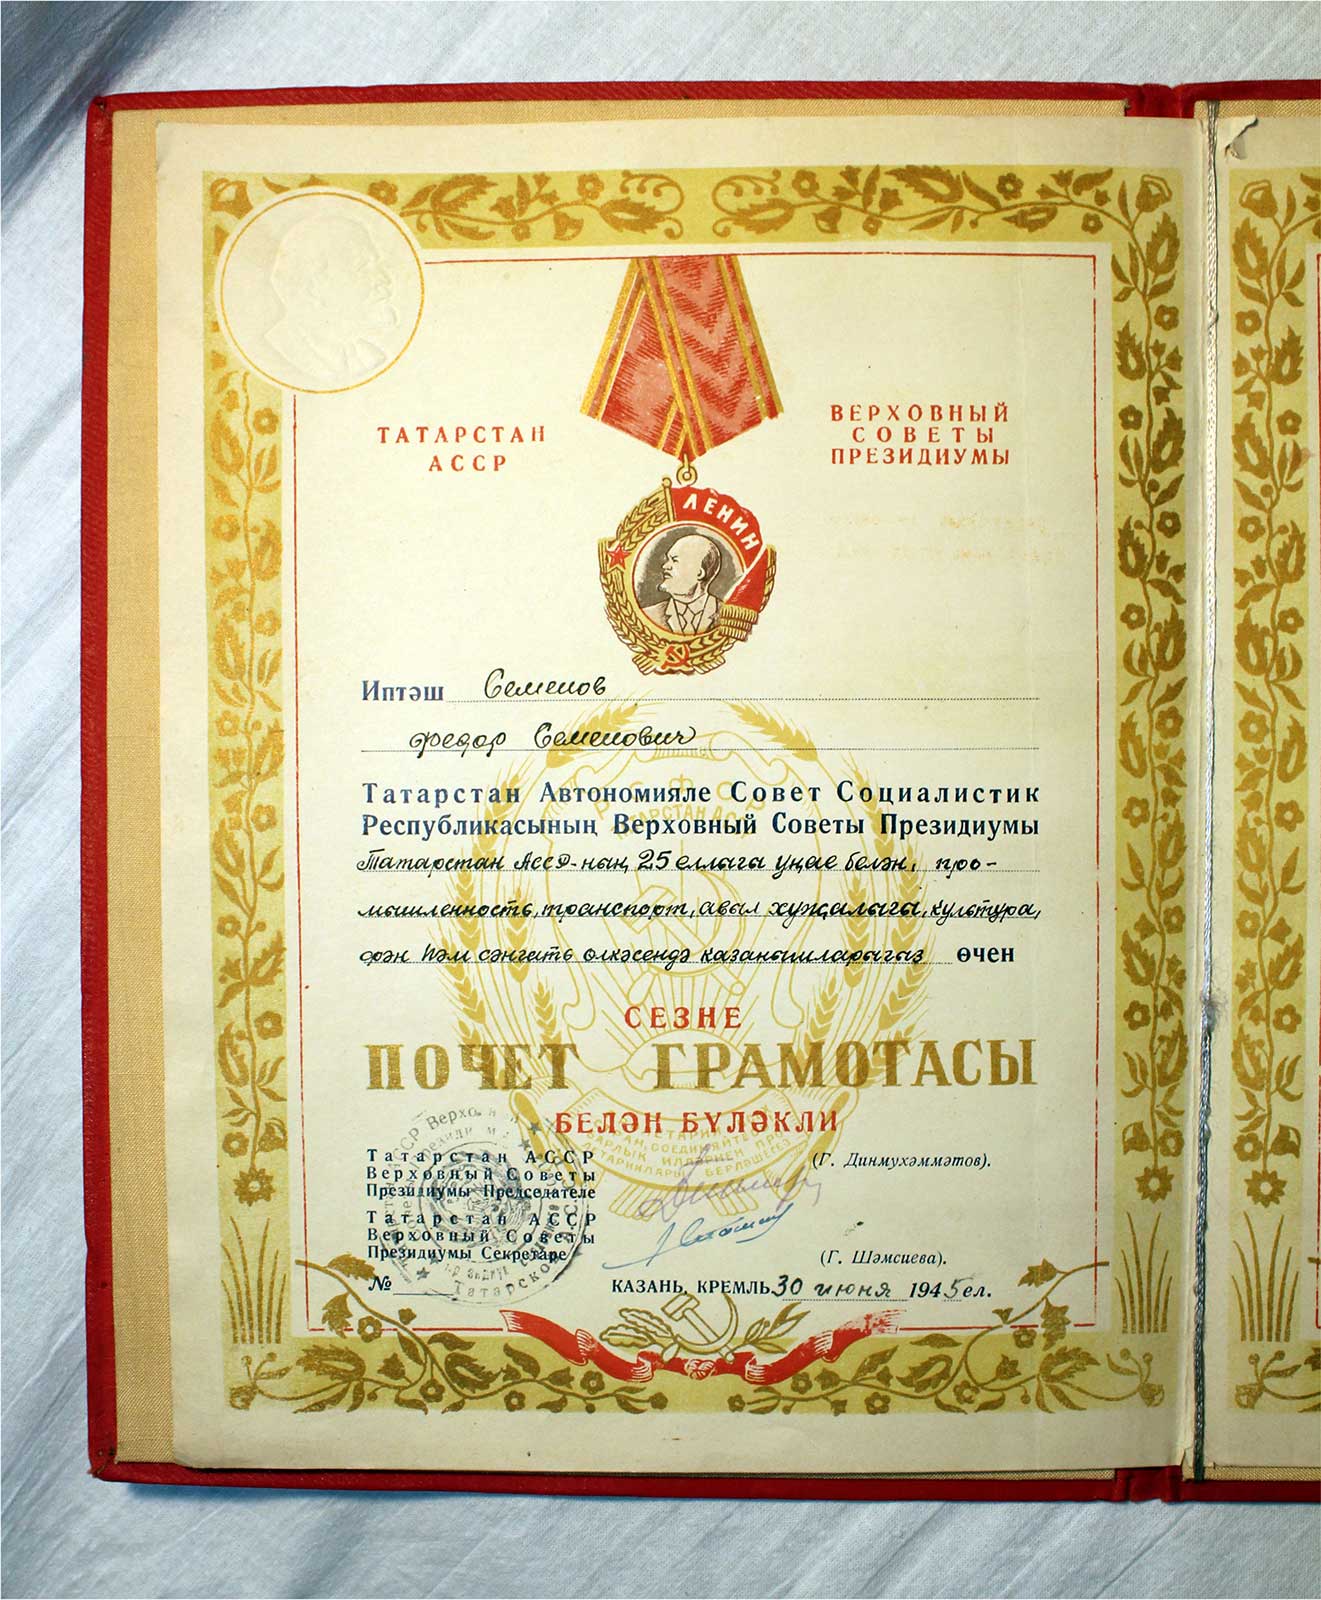 ТАТАРСТАН
АССР
ВЕРХОВНЫЙ
СОВЕТЫ
ПРЕЗИДИУМЫ
ЛЕНИН
Иптәш Семенов
Федор Семенович
Татарстан Автономияле Совет Социалистик
Республикасының Верховный Советы Президиумы
Татарстан АССР-ның 25 еллыгы уңае белән, про-
мышленность, транспорт, авыл хуҗалыгы, культура,
фән һәм сәнгать өлкәсендә казанышларыгыз өчен
СЕЗНЕ
ПОЧЕТ ГРАМОТАСЫ
БЕЛӘН БҮЛӘКЛИ
Татарстан АССР
Верховный Советы
Президиумы Председателе
(Г. Динмухәммәтов).
Татарстан АССР
Верховный Советы
Президиумы Секретаре
(Г. Шәмсиева).
№
КАЗАНЬ, КРЕМЛЬ 30 июня 1945 ел.
РСФСР
ТАТАРСТАН АССР